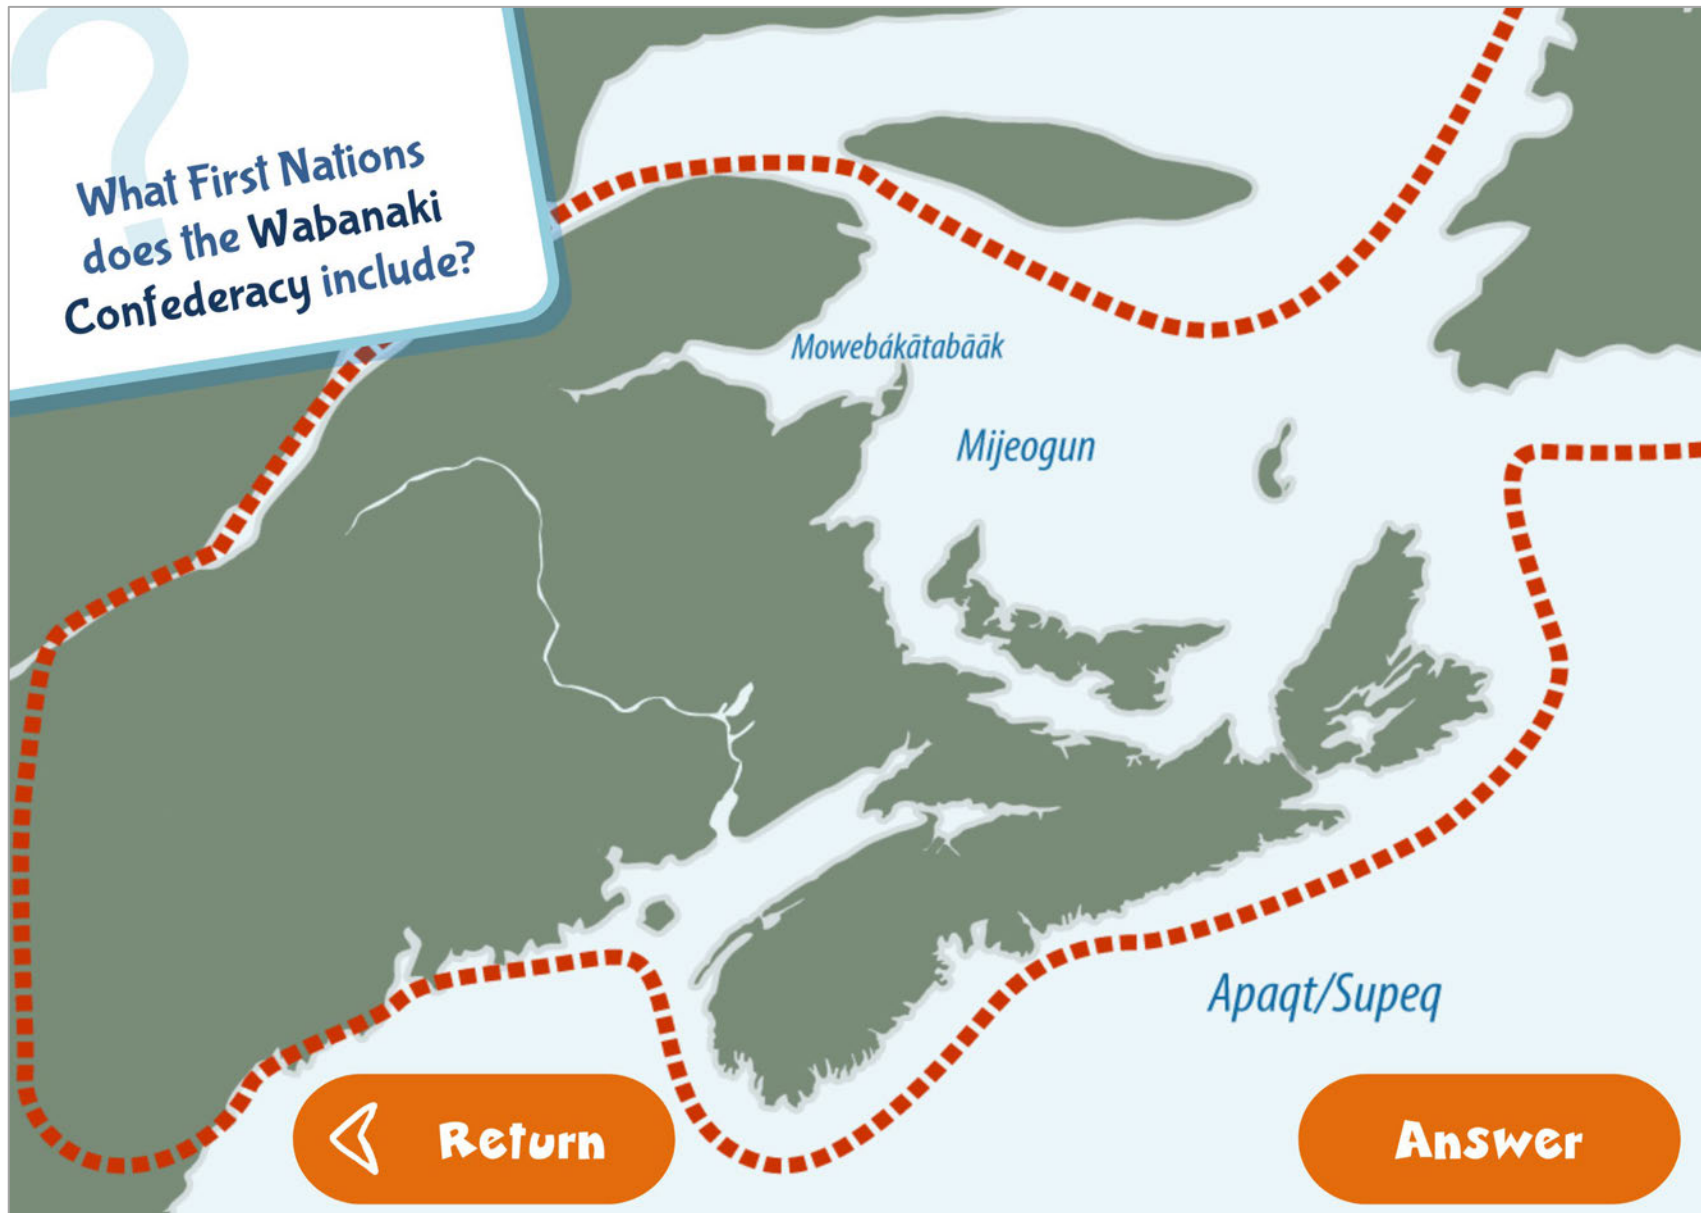 ?
What First Nations
does the Wabanaki
Confederacy include?
Mowebákātabāāk
Mijeogun
Apaqt/Supeq
Return
Answer